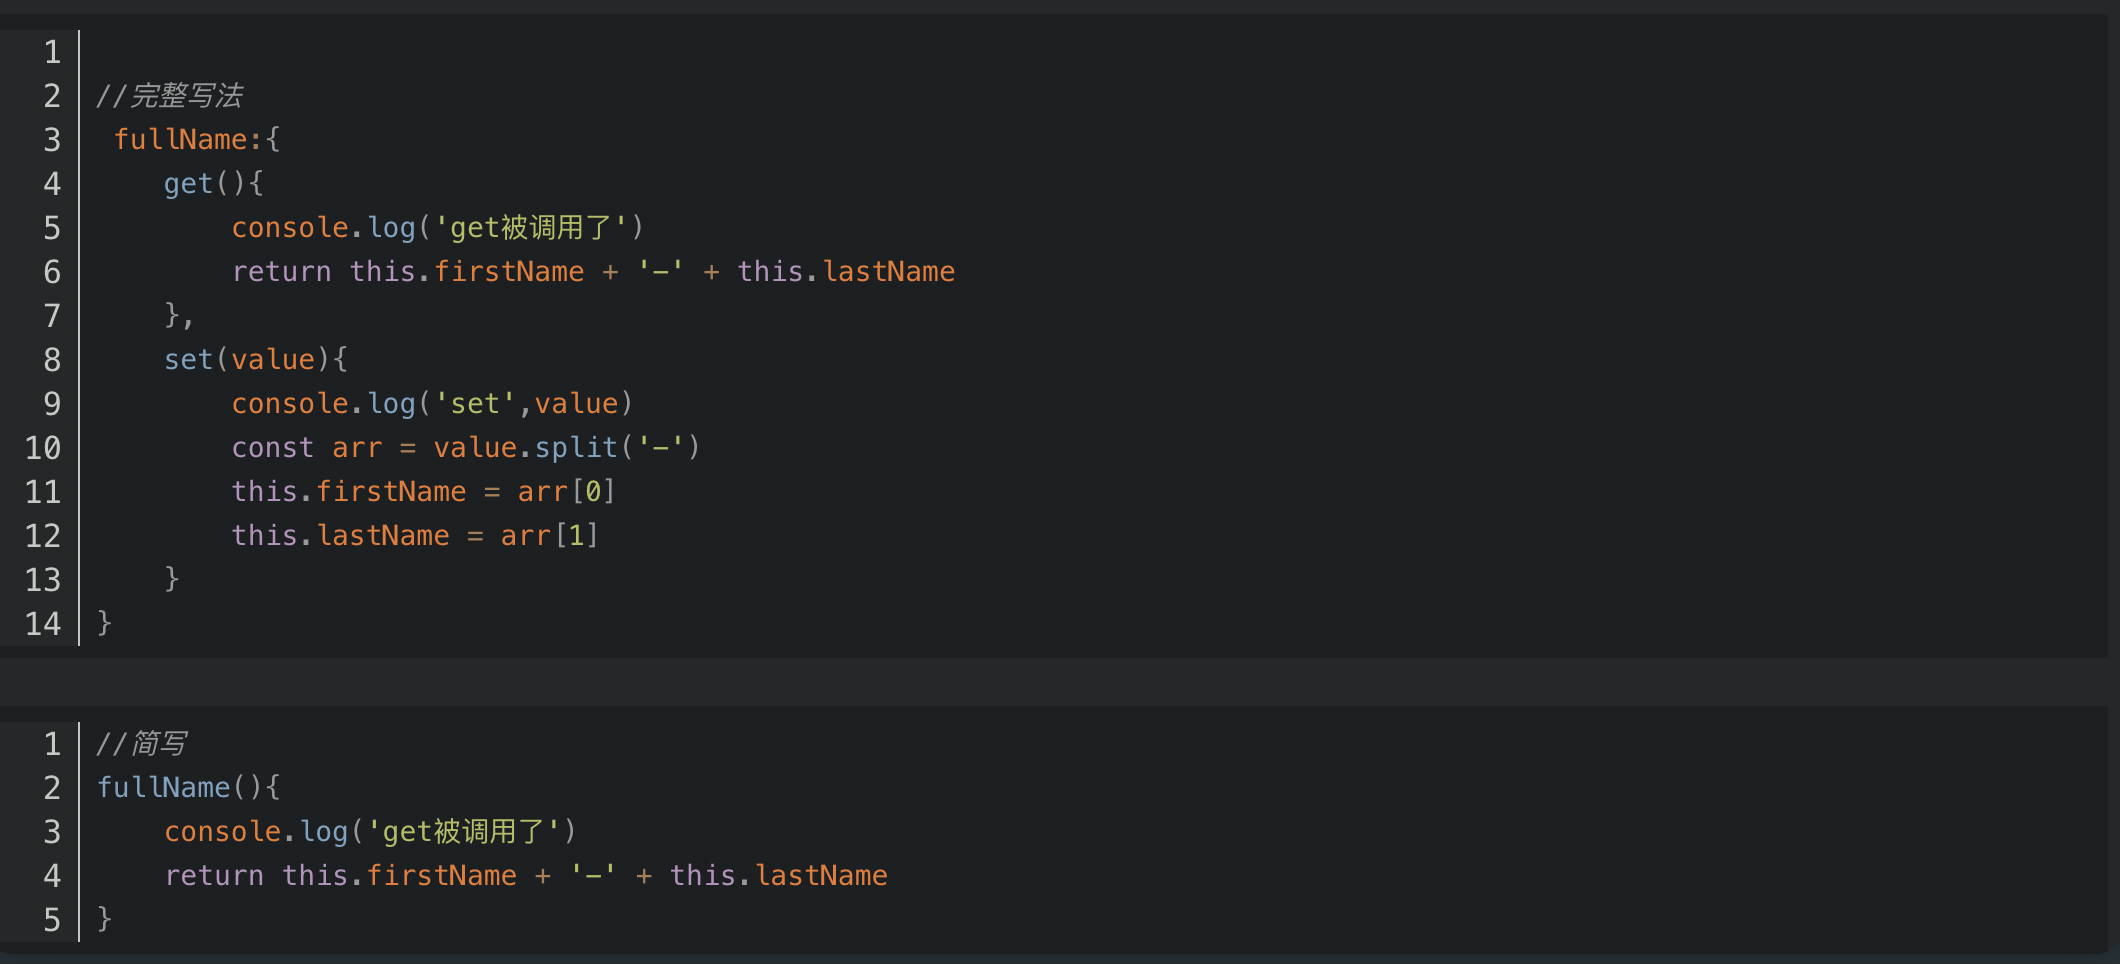 1
2 //完整写法
3 fullName:{
4 get(){
5 console.log('get被调用了')
6 return this.firstName + '-' + this.lastName
7 },
8 set(value){
9 console.log('set',value)
10 const arr = value.split('-')
11 this.firstName = arr[0]
12 this.lastName = arr[1]
13 }
14 }
1 //简写
2 fullName(){
3 console.log('get被调用了')
4 return this.firstName + '-' + this.lastName
5 }